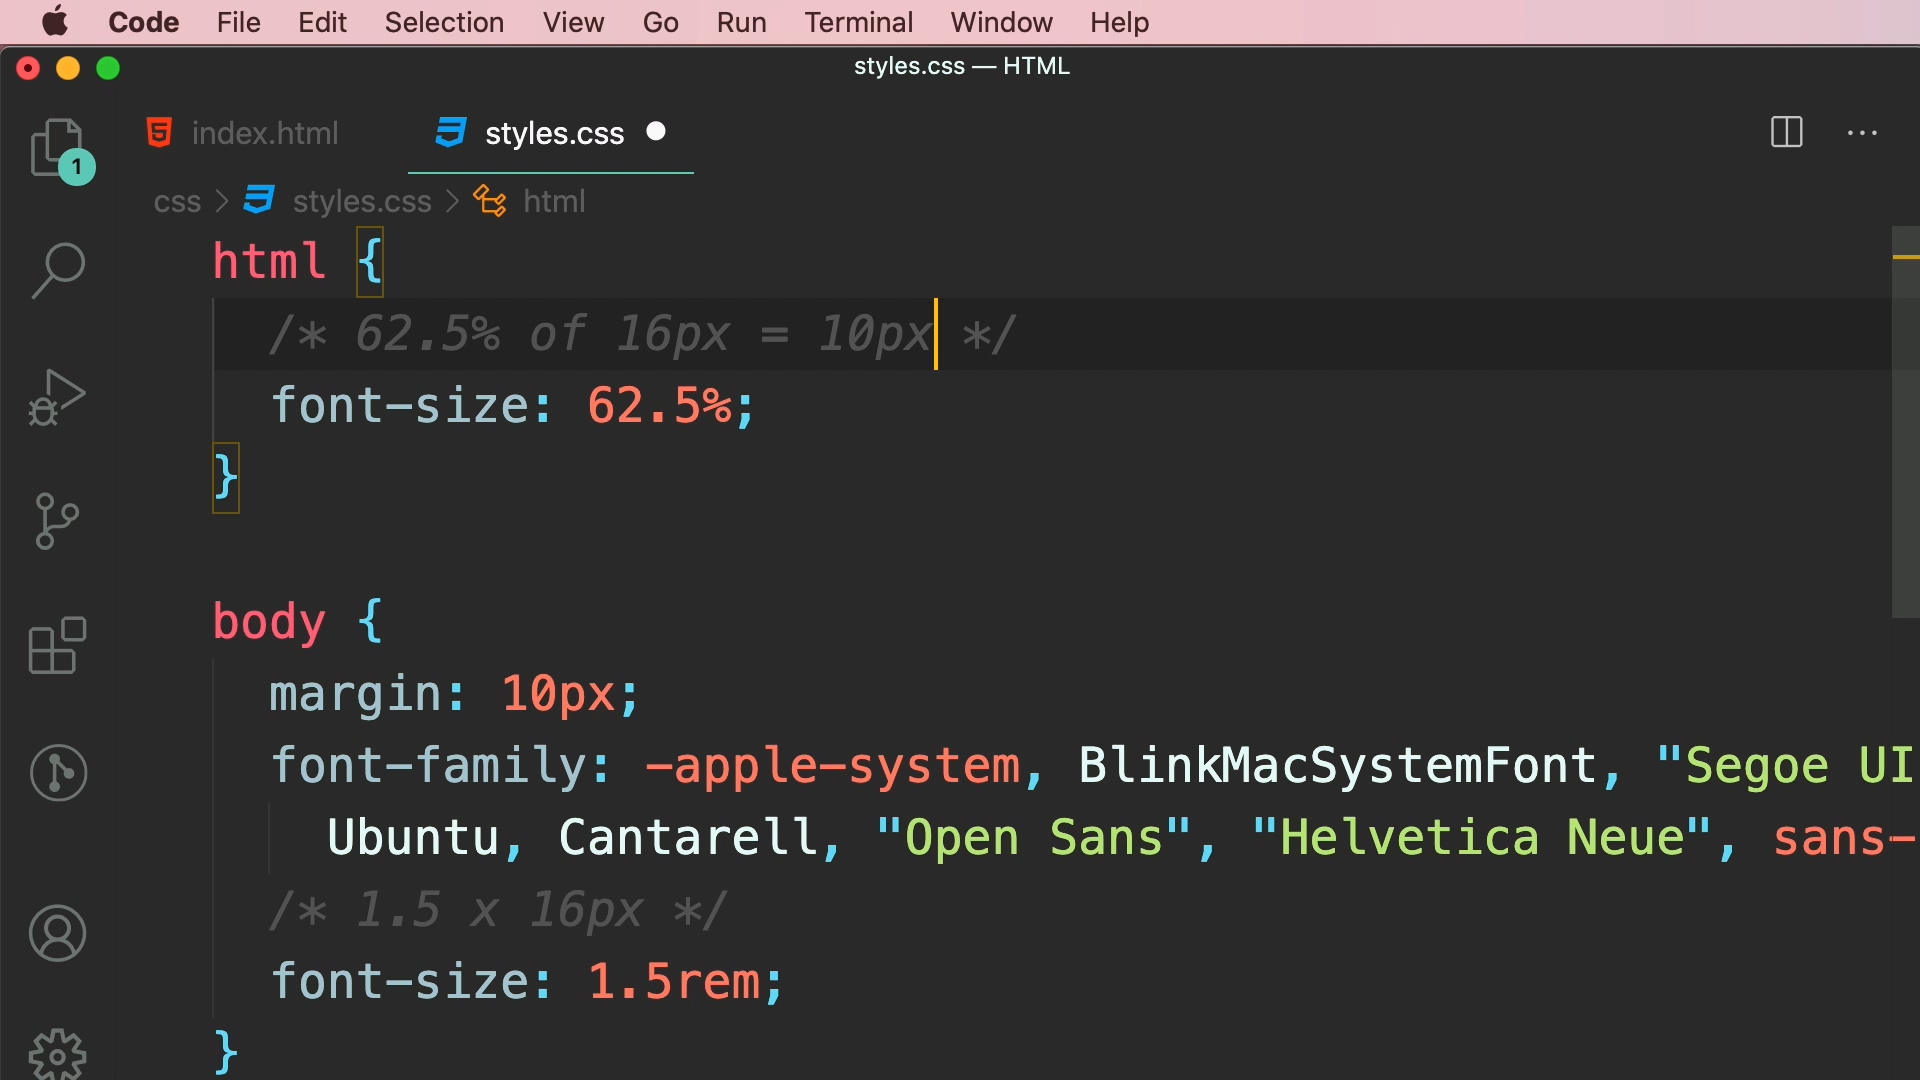 Code File Edit Selection View Go Run Terminal Window Help
styles.css — HTML
index.html styles.css
1
css > styles.css > html
html {
/* 62.5% of 16px = 10px */
font-size: 62.5%;
}
body {
margin: 10px;
font-family: -apple-system, BlinkMacSystemFont, "Segoe UI
Ubuntu, Cantarell, "Open Sans", "Helvetica Neue", sans-
/* 1.5 x 16px */
font-size: 1.5rem;
}